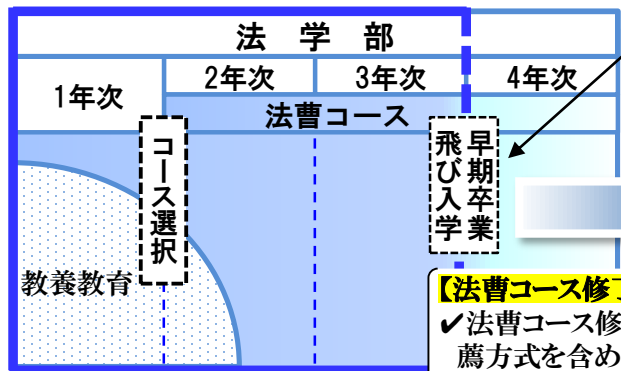 法学部
1年次
2年次
3年次
4年次
法曹コース
コース選択
早期卒業
飛び入学
教養教育
【法曹コース修
✔法曹コース修
薦方式を含め